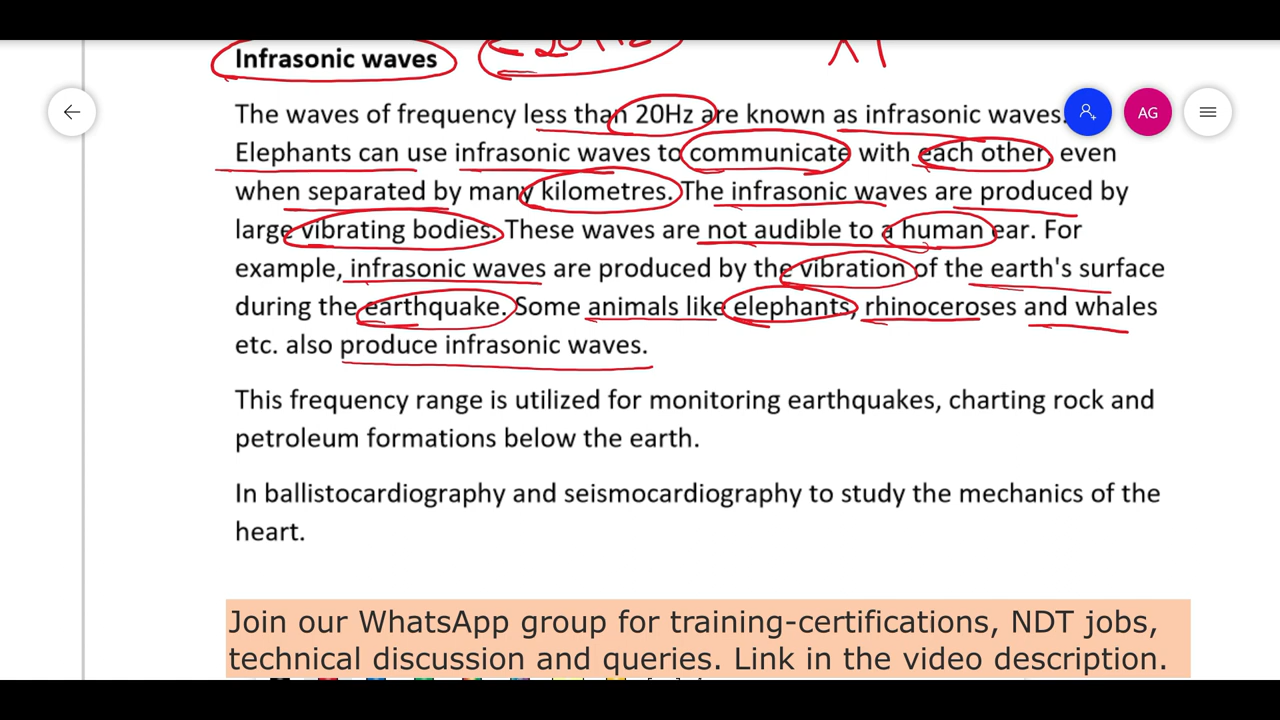 Infrasonic waves
The waves of frequency less than 20Hz are known as infrasonic waves.
AG
Elephants can use infrasonic waves to communicate with each other, even
when separated by many kilometres. The infrasonic waves are produced by
large vibrating bodies. These waves are not audible to a human ear. For
example, infrasonic waves are produced by the vibration of the earth's surface
during the earthquake. Some animals like elephants, rhinoceroses and whales
etc. also produce infrasonic waves.
This frequency range is utilized for monitoring earthquakes, charting rock and
petroleum formations below the earth.
In ballistocardiography and seismocardiography to study the mechanics of the
heart.
Join our WhatsApp group for training-certifications, NDT jobs,
technical discussion and queries. Link in the video description.